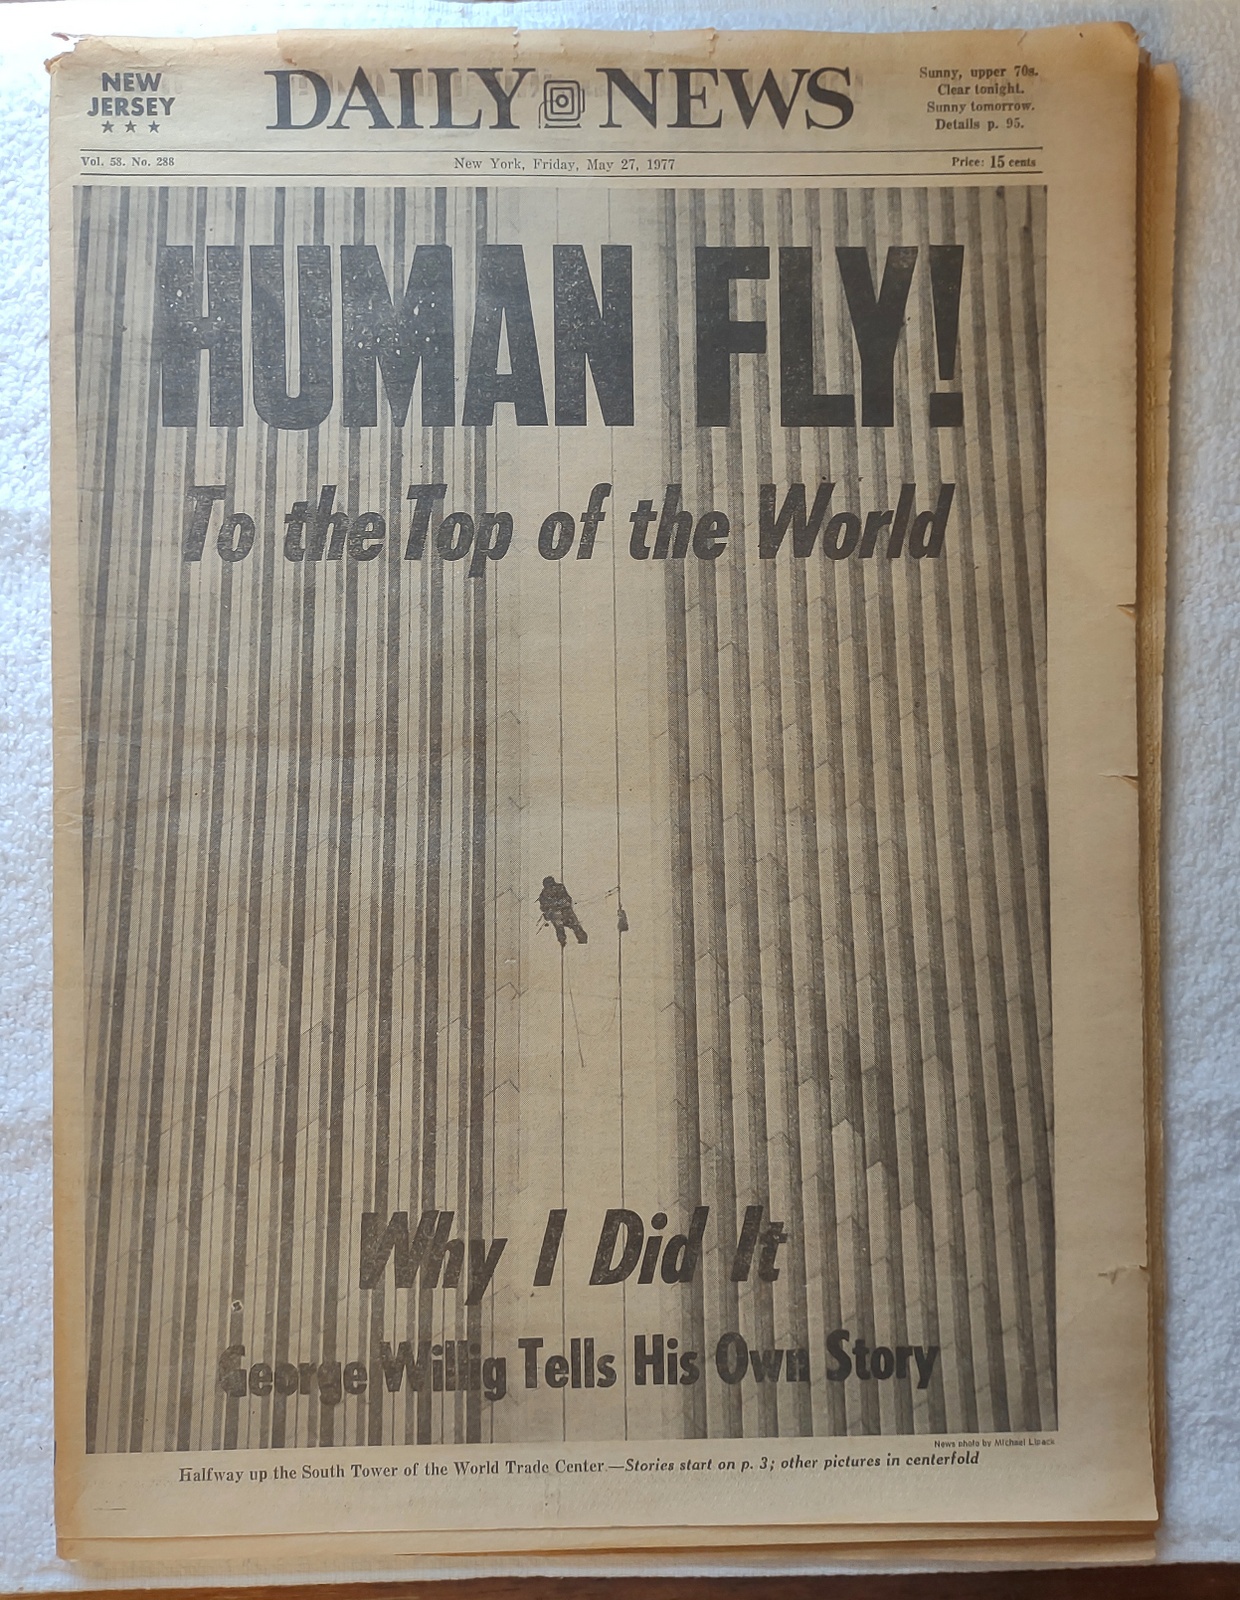 NEW
JERSEY
★ ★ ★
DAILY NEWS
Sunny, upper 70s.
Clear tonight.
Sunny tomorrow.
Details p. 95.
Vol. 58. No. 288
New York, Friday, May 27, 1977
Price: 15 cents
HUMAN FLY!
To the Top of the World
Why I Did It
George Willig Tells His Own Story
News photo by Michael Lipack
Halfway up the South Tower of the World Trade Center.—Stories start on p. 3; other pictures in centerfold